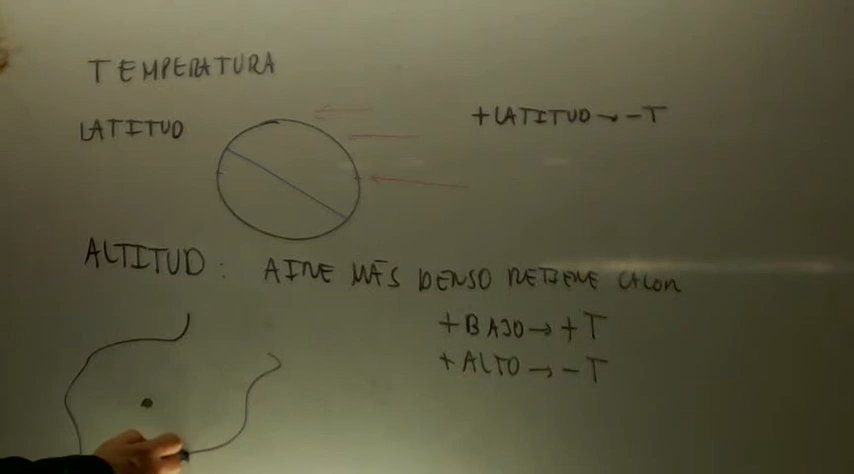 TEMPERATURA
LATITUD
+LATITUD → -T
ALTITUD: AIRE MÁS DENSO RETIENE CALOR
+BAJO → +T
+ALTO → -T